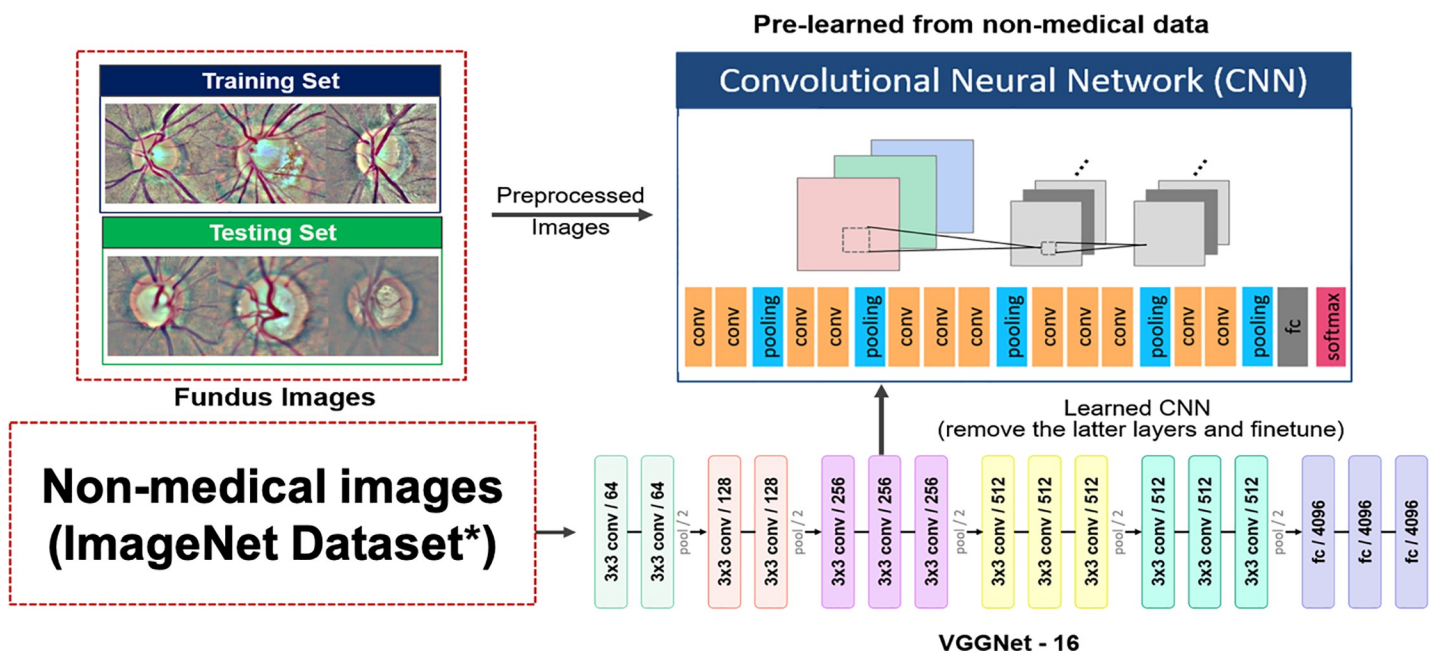 Pre-learned from non-medical data
Training Set
Testing Set
Fundus Images
Preprocessed
Images
Convolutional Neural Network (CNN)
...
...
conv
conv
pooling
conv
conv
pooling
conv
conv
conv
pooling
conv
conv
conv
pooling
conv
conv
pooling
fc
softmax
Learned CNN
(remove the latter layers and finetune)
Non-medical images
(ImageNet Dataset*)
3x3 conv / 64
3x3 conv / 64
pool / 2
3x3 conv / 128
3x3 conv / 128
pool / 2
3x3 conv / 256
3x3 conv / 256
3x3 conv / 256
pool / 2
3x3 conv / 512
3x3 conv / 512
3x3 conv / 512
pool / 2
3x3 conv / 512
3x3 conv / 512
3x3 conv / 512
pool / 2
fc / 4096
fc / 4096
fc / 4096
VGGNet - 16